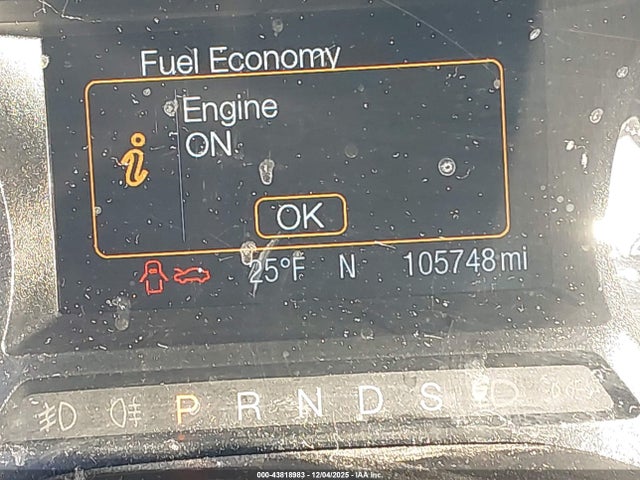 Fuel Economy
Engine
ON
OK
25°F N 105748mi
P R N D S
000-43818983 - 12/04/2025 - IAA Inc.